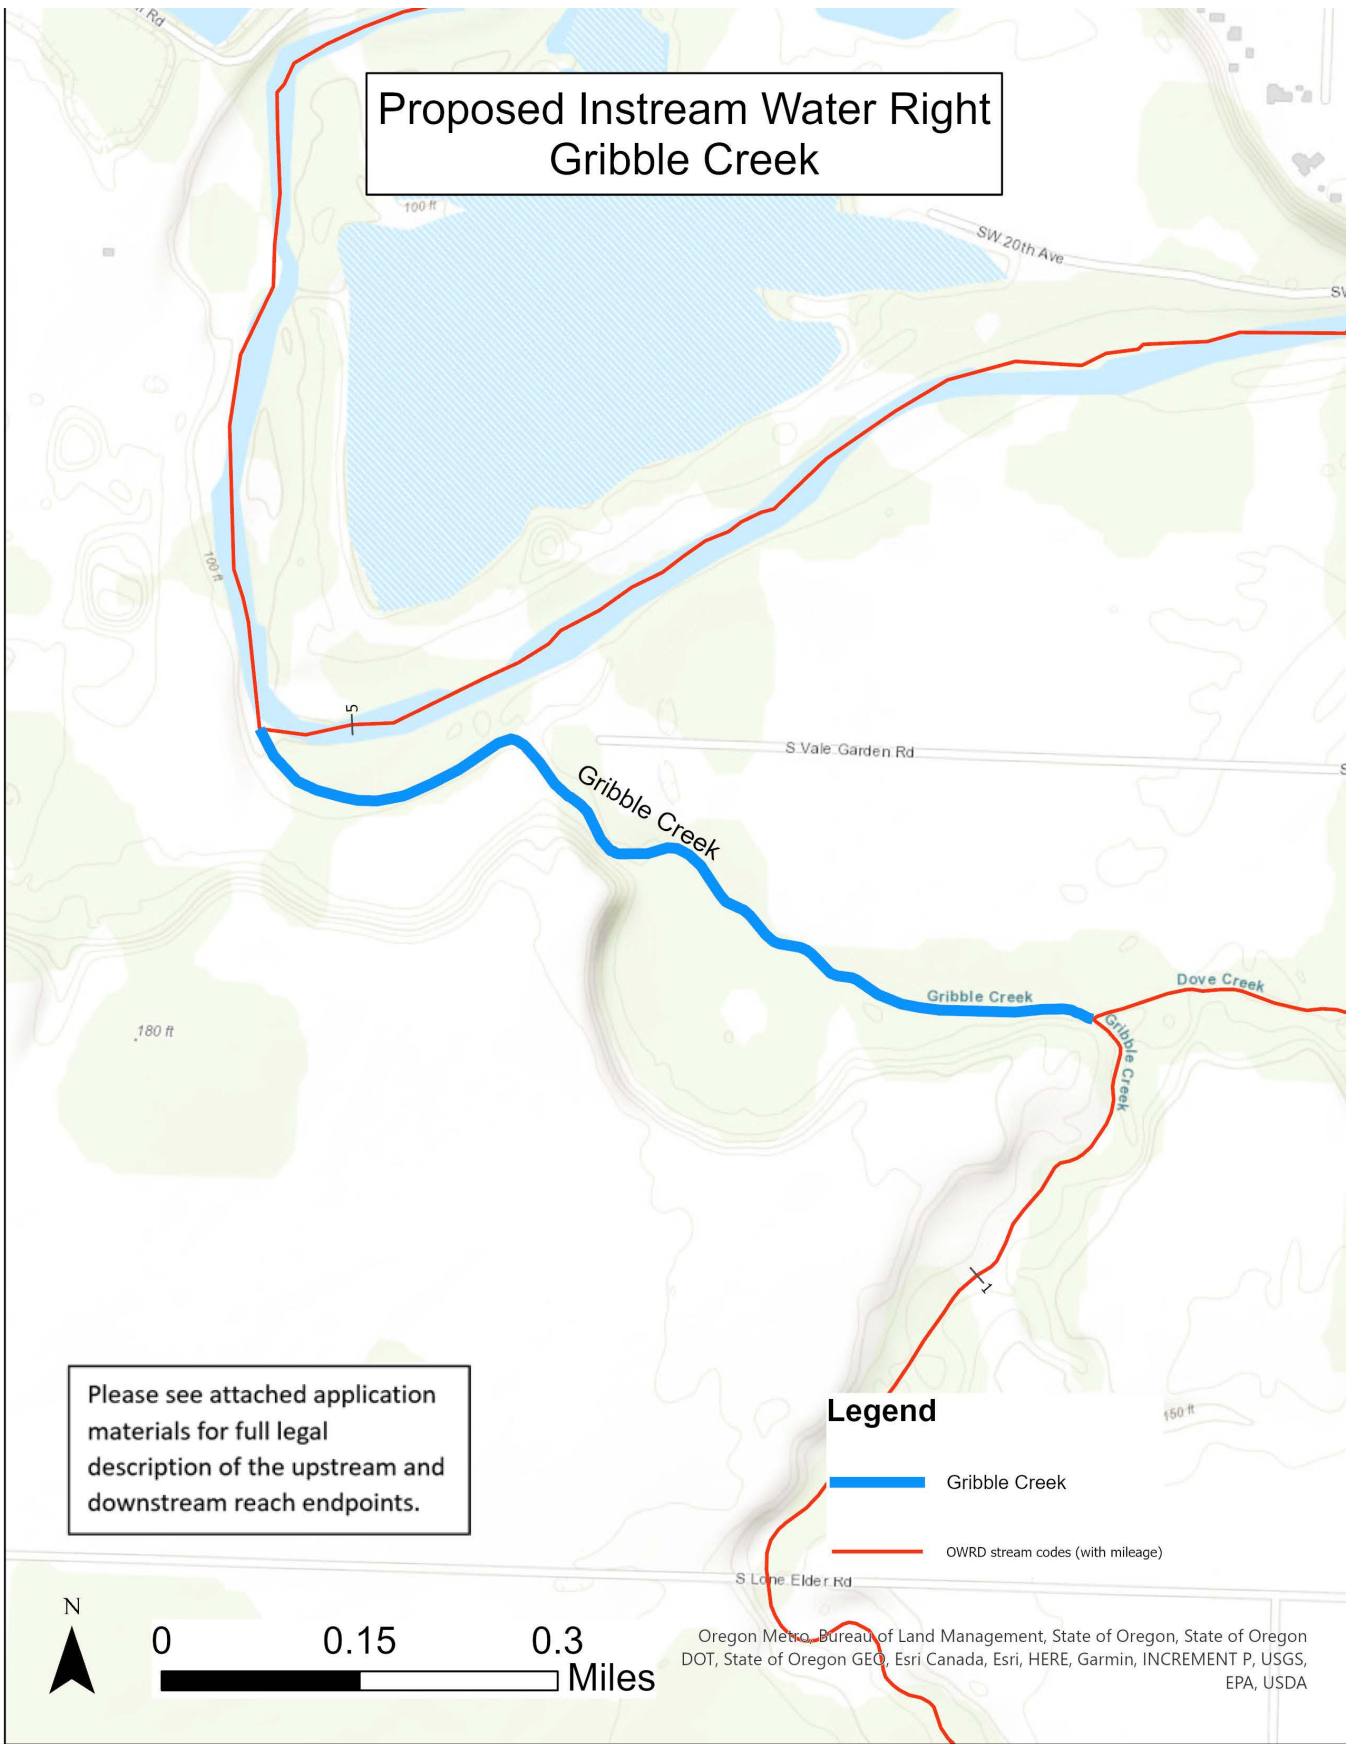 Rd
Proposed Instream Water Right
Gribble Creek
100 ft
SW 20th Ave
SW
100 ft
5
S Vale Garden Rd
S
Gribble Creek
Gribble Creek
Dove Creek
Gribble Creek
180 ft
1
Please see attached application
materials for full legal
description of the upstream and
downstream reach endpoints.
Legend
150 ft
Gribble Creek
OWRD stream codes (with mileage)
S Lone Elder Rd
N
0 0.15 0.3
Miles
Oregon Metro, Bureau of Land Management, State of Oregon, State of Oregon
DOT, State of Oregon GEO, Esri Canada, Esri, HERE, Garmin, INCREMENT P, USGS,
EPA, USDA